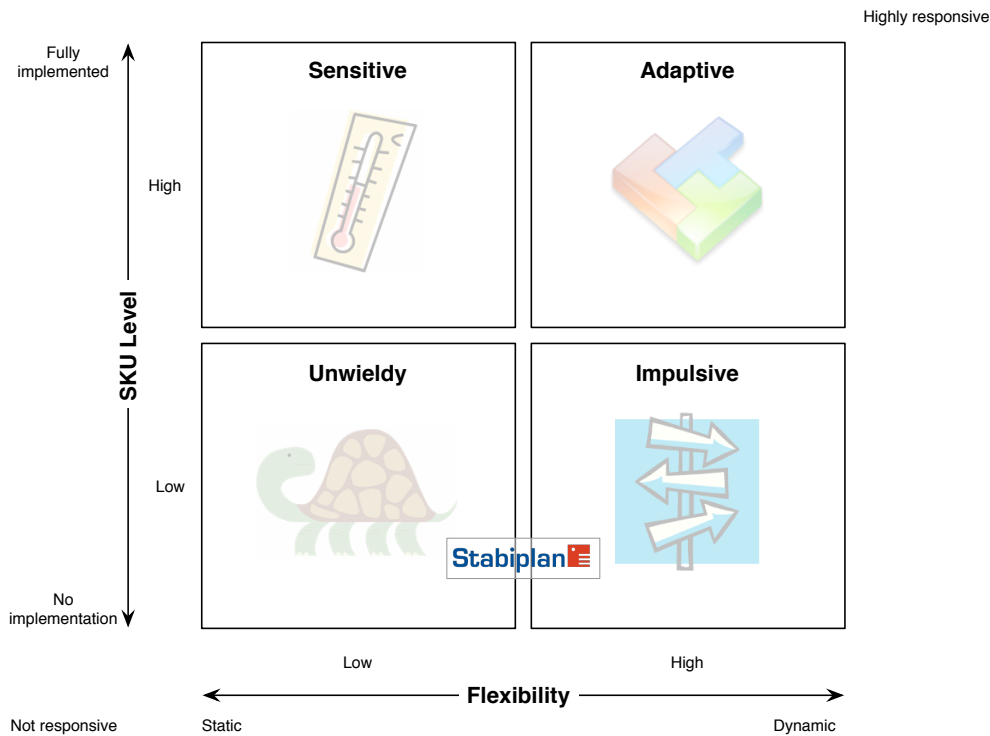 Highly responsive
Fully
implemented
Sensitive
Adaptive
High
SKU Level
Unwieldy
Impulsive
Low
Stabiplan
No
implementation
Low
High
Flexibility
Not responsive
Static
Dynamic